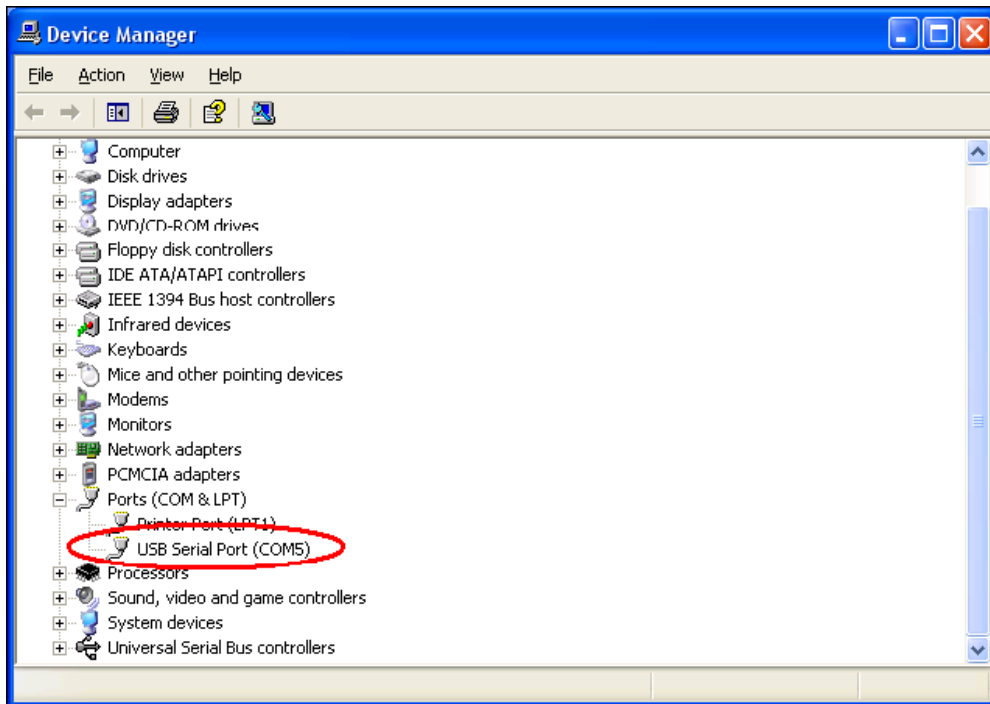 Device Manager
File Action View Help
Computer
Disk drives
Display adapters
DVD/CD-ROM drives
Floppy disk controllers
IDE ATA/ATAPI controllers
IEEE 1394 Bus host controllers
Infrared devices
Keyboards
Mice and other pointing devices
Modems
Monitors
Network adapters
PCMCIA adapters
Ports (COM & LPT)
Printer Port (LPT1)
USB Serial Port (COM5)
Processors
Sound, video and game controllers
System devices
Universal Serial Bus controllers